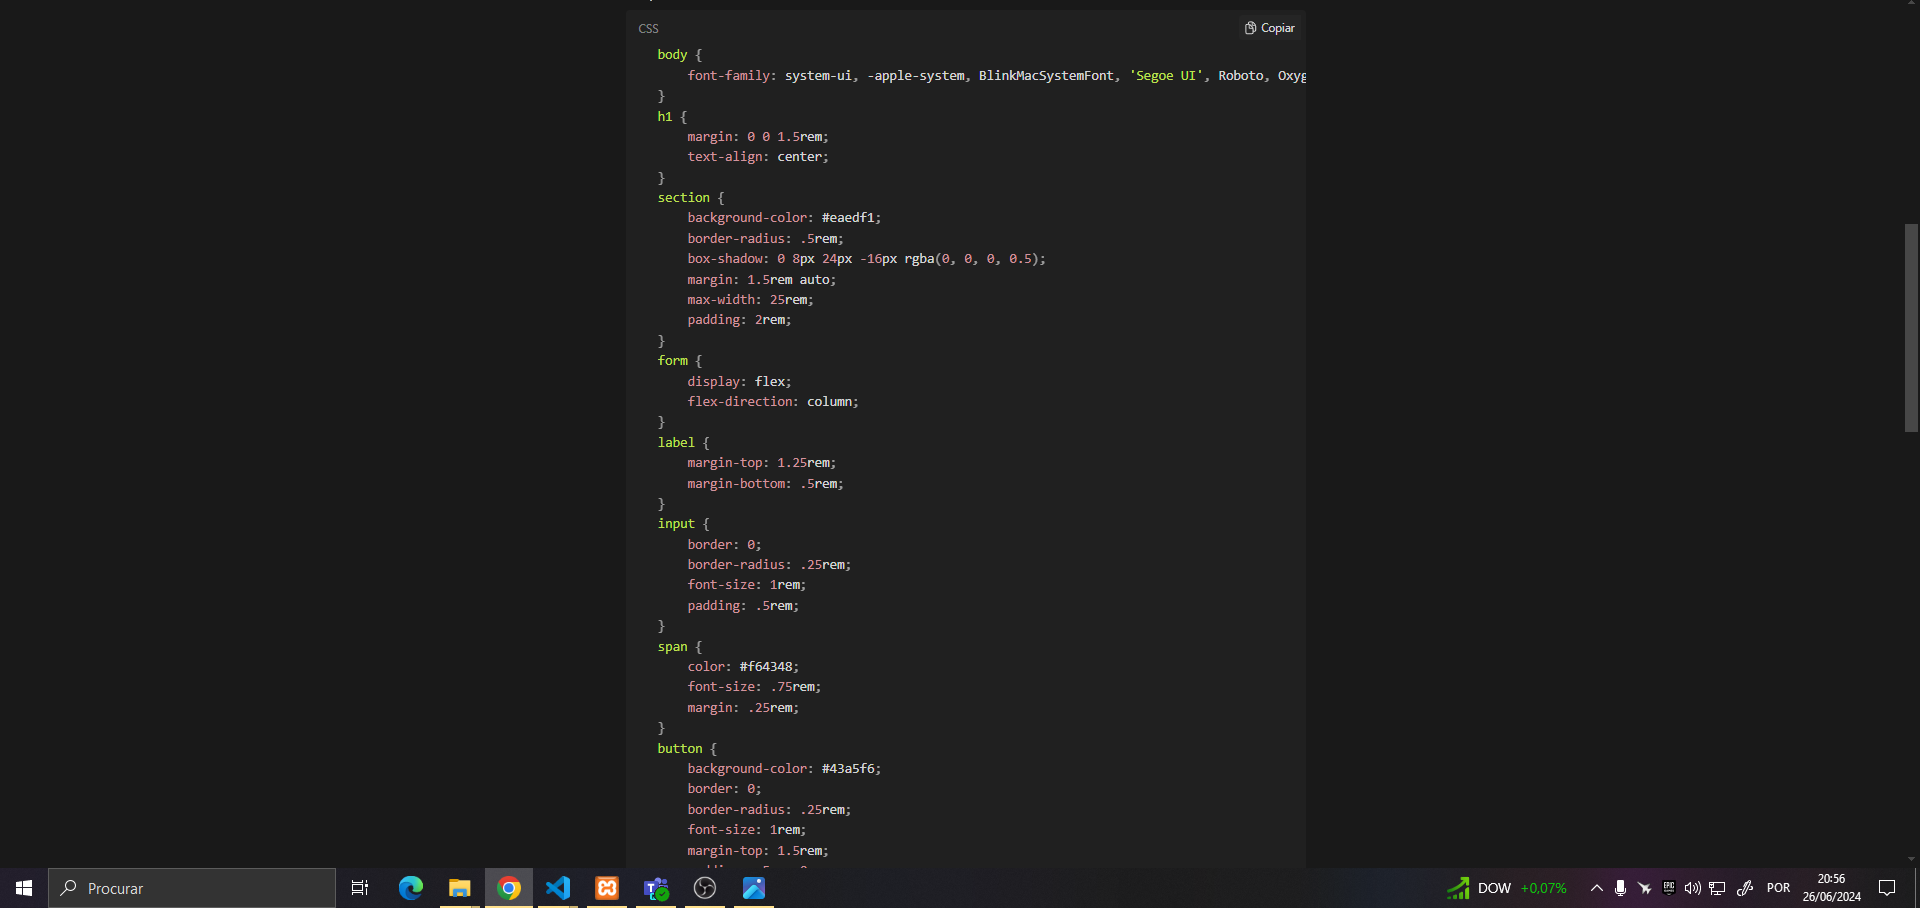 CSS
Copiar
body {
font-family: system-ui, -apple-system, BlinkMacSystemFont, 'Segoe UI', Roboto, Oxyg
}
h1 {
margin: 0 0 1.5rem;
text-align: center;
}
section {
background-color: #eaedf1;
border-radius: .5rem;
box-shadow: 0 8px 24px -16px rgba(0, 0, 0, 0.5);
margin: 1.5rem auto;
max-width: 25rem;
padding: 2rem;
}
form {
display: flex;
flex-direction: column;
}
label {
margin-top: 1.25rem;
margin-bottom: .5rem;
}
input {
border: 0;
border-radius: .25rem;
font-size: 1rem;
padding: .5rem;
}
span {
color: #f64348;
font-size: .75rem;
margin: .25rem;
}
button {
background-color: #43a5f6;
border: 0;
border-radius: .25rem;
font-size: 1rem;
margin-top: 1.5rem;
Procurar
DOW +0,07%
EPIC
POR
20:56
26/06/2024